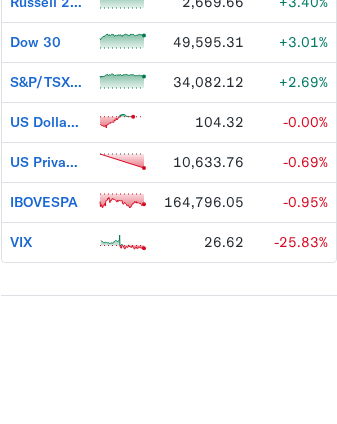 Russell 2... 2,669.66 +3.40%
Dow 30 49,595.31 +3.01%
S&P/TSX... 34,082.12 +2.69%
US Dolla... 104.32 -0.00%
US Priva... 10,633.76 -0.69%
IBOVESPA 164,796.05 -0.95%
VIX 26.62 -25.83%